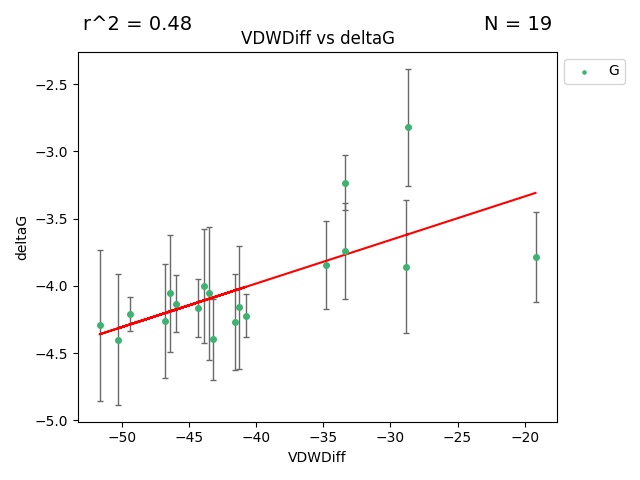 r^2 = 0.48
N = 19
VDWDiff vs deltaG
G
deltaG
−2.5
−3.0
−3.5
−4.0
−4.5
−5.0
−50
−45
−40
−35
−30
−25
−20
VDWDiff